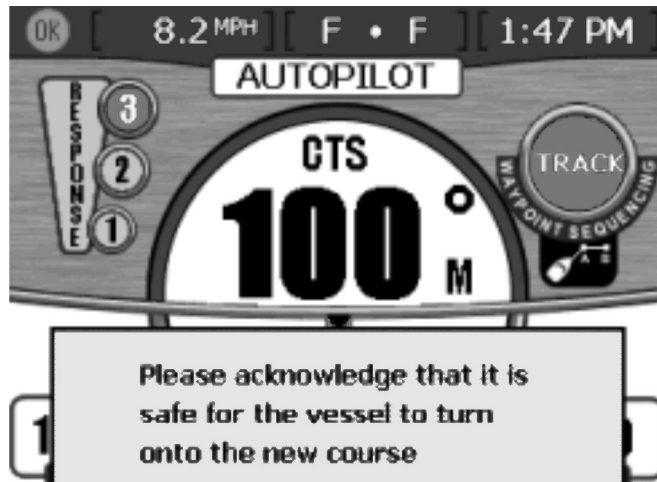 OK [ 8.2 MPH ] [ F • F ] [ 1:47 PM ]
AUTOPILOT
RESPONSE
3
2
1
CTS
100° M
TRACK
WAYPOINT SEQUENCING
A B
Please acknowledge that it is
safe for the vessel to turn
onto the new course